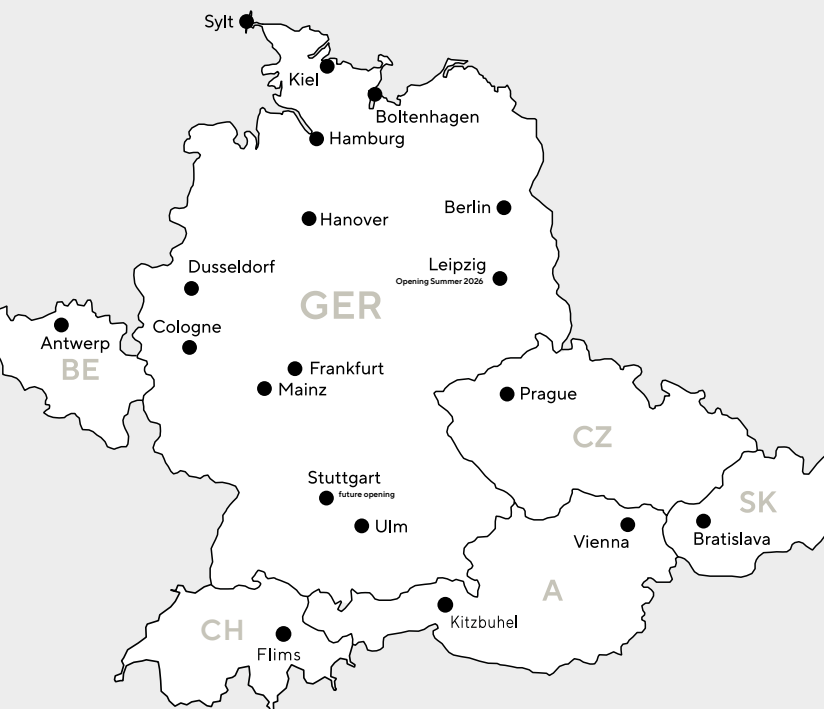 Sylt
Kiel
Boltenhagen
Hamburg
Berlin
Hanover
Leipzig
Opening Summer 2026
Dusseldorf
GER
Cologne
Antwerp
BE
Frankfurt
Mainz
Prague
CZ
Stuttgart
future opening
SK
Ulm
Vienna
Bratislava
A
Kitzbuhel
CH
Flims